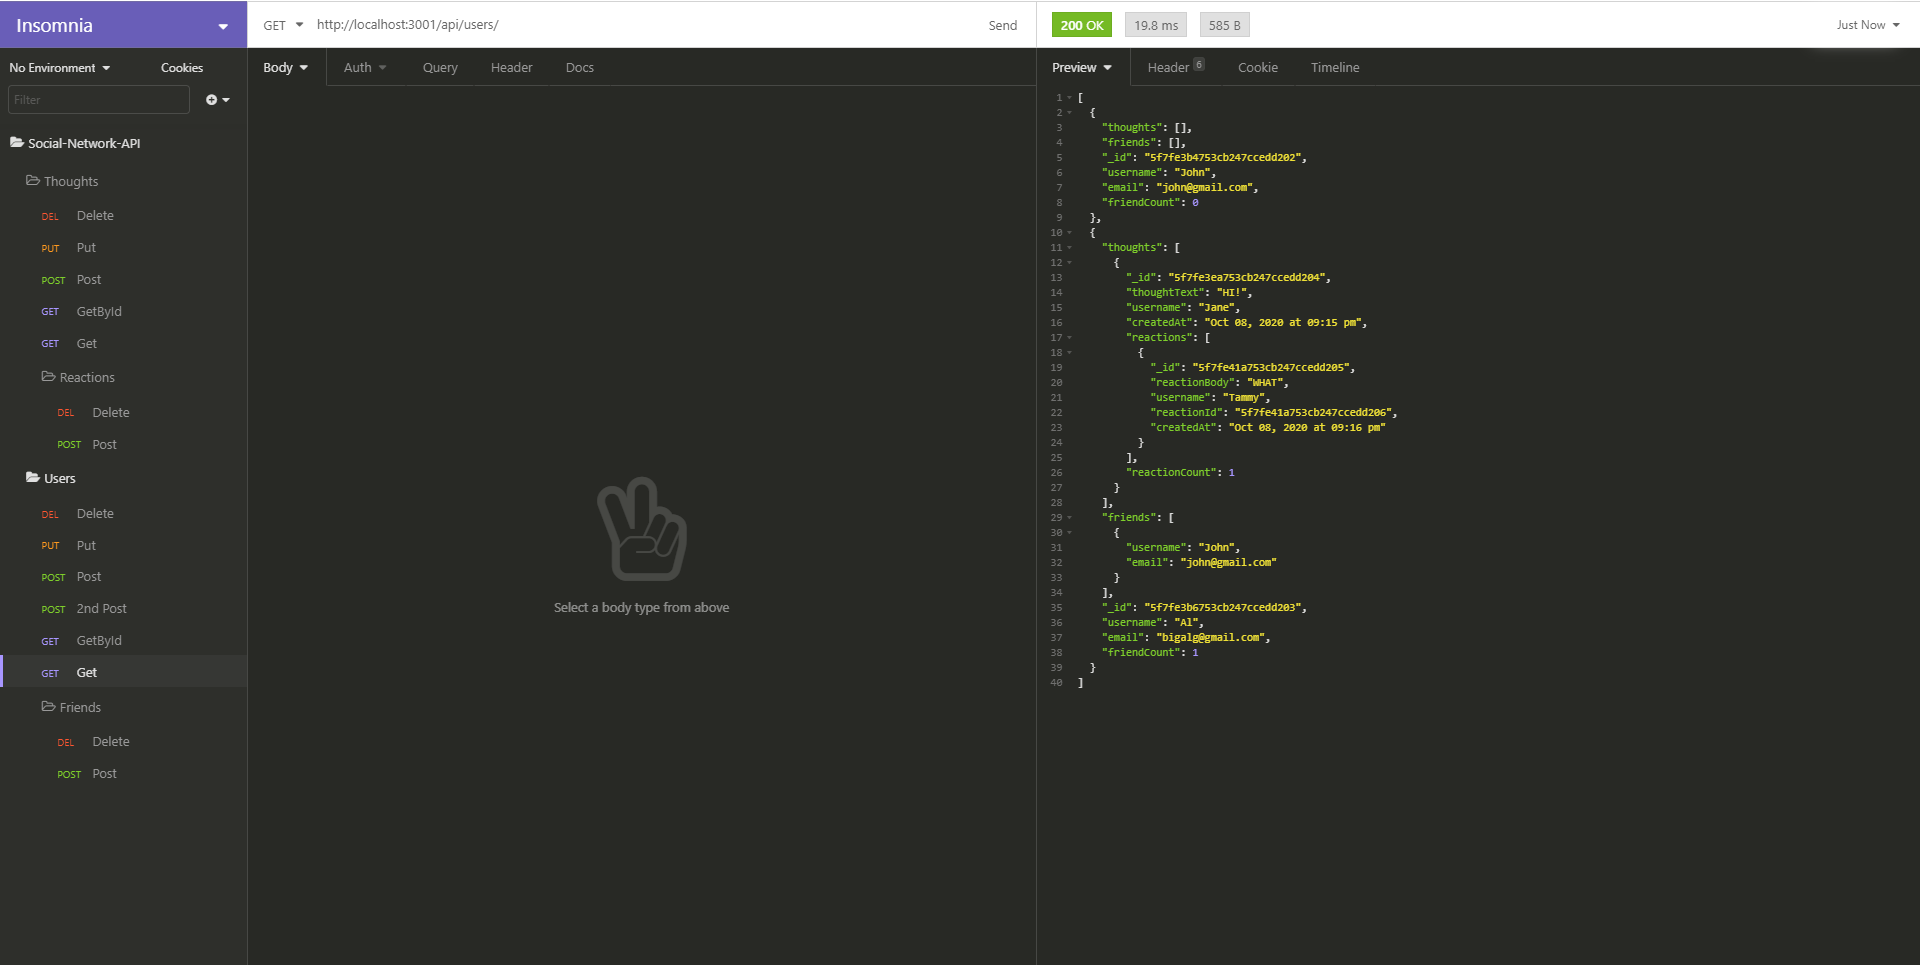 Insomnia
GET http://localhost:3001/api/users/ Send
200 OK 19.8 ms 585 B Just Now
No Environment Cookies
Filter
Social-Network-API
Thoughts
DEL Delete
PUT Put
POST Post
GET GetById
GET Get
Reactions
DEL Delete
POST Post
Users
DEL Delete
PUT Put
POST Post
POST 2nd Post
GET GetById
GET Get
Friends
DEL Delete
POST Post
Body Auth Query Header Docs
Select a body type from above
Preview Header 6 Cookie Timeline
1 [
2 {
3 "thoughts": [],
4 "friends": [],
5 "_id": "5f7fe3b4753cb247ccedd202",
6 "username": "John",
7 "email": "john@gmail.com",
8 "friendCount": 0
9 },
10 {
11 "thoughts": [
12 {
13 "_id": "5f7fe3ea753cb247ccedd204",
14 "thoughtText": "HI!",
15 "username": "Jane",
16 "createdAt": "Oct 08, 2020 at 09:15 pm",
17 "reactions": [
18 {
19 "_id": "5f7fe41a753cb247ccedd205",
20 "reactionBody": "WHAT",
21 "username": "Tammy",
22 "reactionId": "5f7fe41a753cb247ccedd206",
23 "createdAt": "Oct 08, 2020 at 09:16 pm"
24 }
25 ],
26 "reactionCount": 1
27 }
28 ],
29 "friends": [
30 {
31 "username": "John",
32 "email": "john@gmail.com"
33 }
34 ],
35 "_id": "5f7fe3b6753cb247ccedd203",
36 "username": "Al",
37 "email": "bigalg@gmail.com",
38 "friendCount": 1
39 }
40 ]